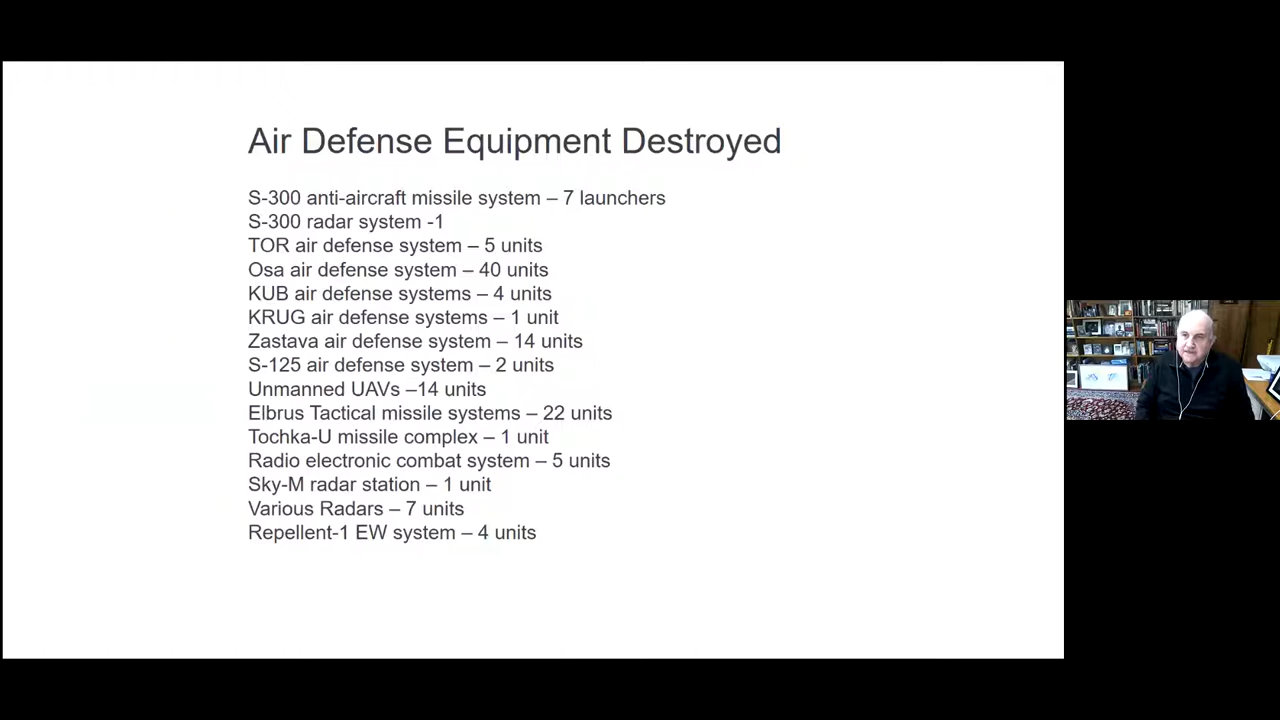 Air Defense Equipment Destroyed
S-300 anti-aircraft missile system – 7 launchers
S-300 radar system -1
TOR air defense system – 5 units
Osa air defense system – 40 units
KUB air defense systems – 4 units
KRUG air defense systems – 1 unit
Zastava air defense system – 14 units
S-125 air defense system – 2 units
Unmanned UAVs –14 units
Elbrus Tactical missile systems – 22 units
Tochka-U missile complex – 1 unit
Radio electronic combat system – 5 units
Sky-M radar station – 1 unit
Various Radars – 7 units
Repellent-1 EW system – 4 units